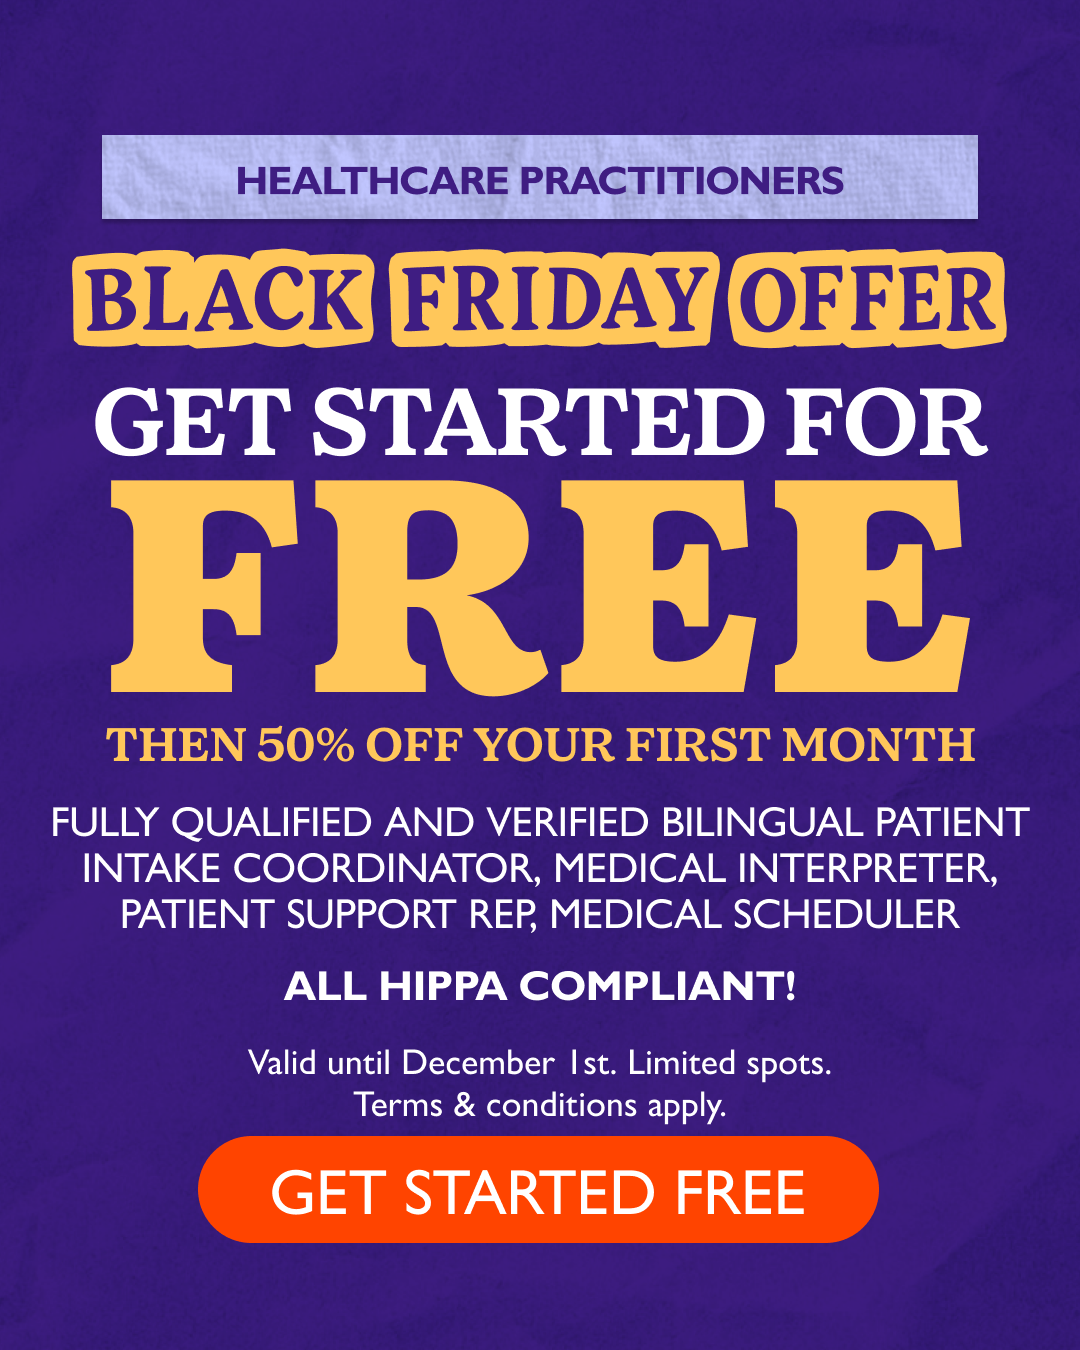 HEALTHCARE PRACTITIONERS
BLACK FRIDAY OFFER
GET STARTED FOR
FREE
THEN 50% OFF YOUR FIRST MONTH
FULLY QUALIFIED AND VERIFIED BILINGUAL PATIENT
INTAKE COORDINATOR, MEDICAL INTERPRETER,
PATIENT SUPPORT REP, MEDICAL SCHEDULER
ALL HIPPA COMPLIANT!
Valid until December 1st. Limited spots.
Terms & conditions apply.
GET STARTED FREE